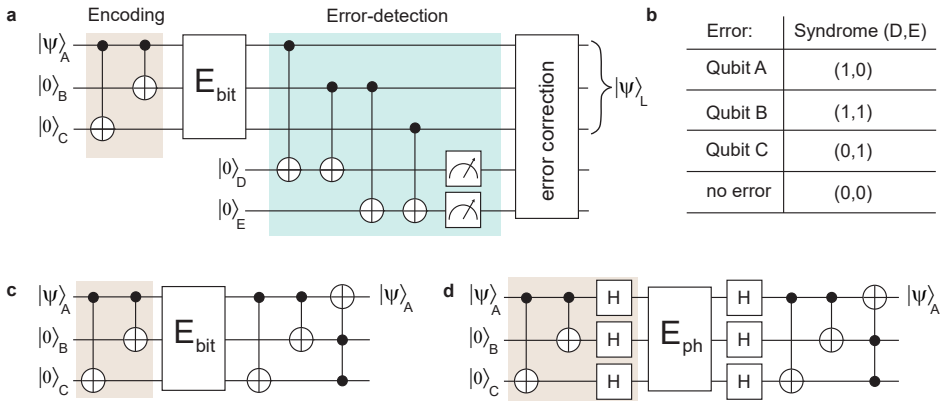 a
Encoding
Error-detection
|ψ⟩A
|0⟩B
|0⟩C
Ebit
|0⟩D
|0⟩E
error correction
|ψ⟩L
b
Error: Syndrome (D,E)
Qubit A (1,0)
Qubit B (1,1)
Qubit C (0,1)
no error (0,0)
c
|ψ⟩A
|0⟩B
|0⟩C
Ebit
|ψ⟩A
d
|ψ⟩A
|0⟩B
|0⟩C
H
H
H
Eph
H
H
H
|ψ⟩A